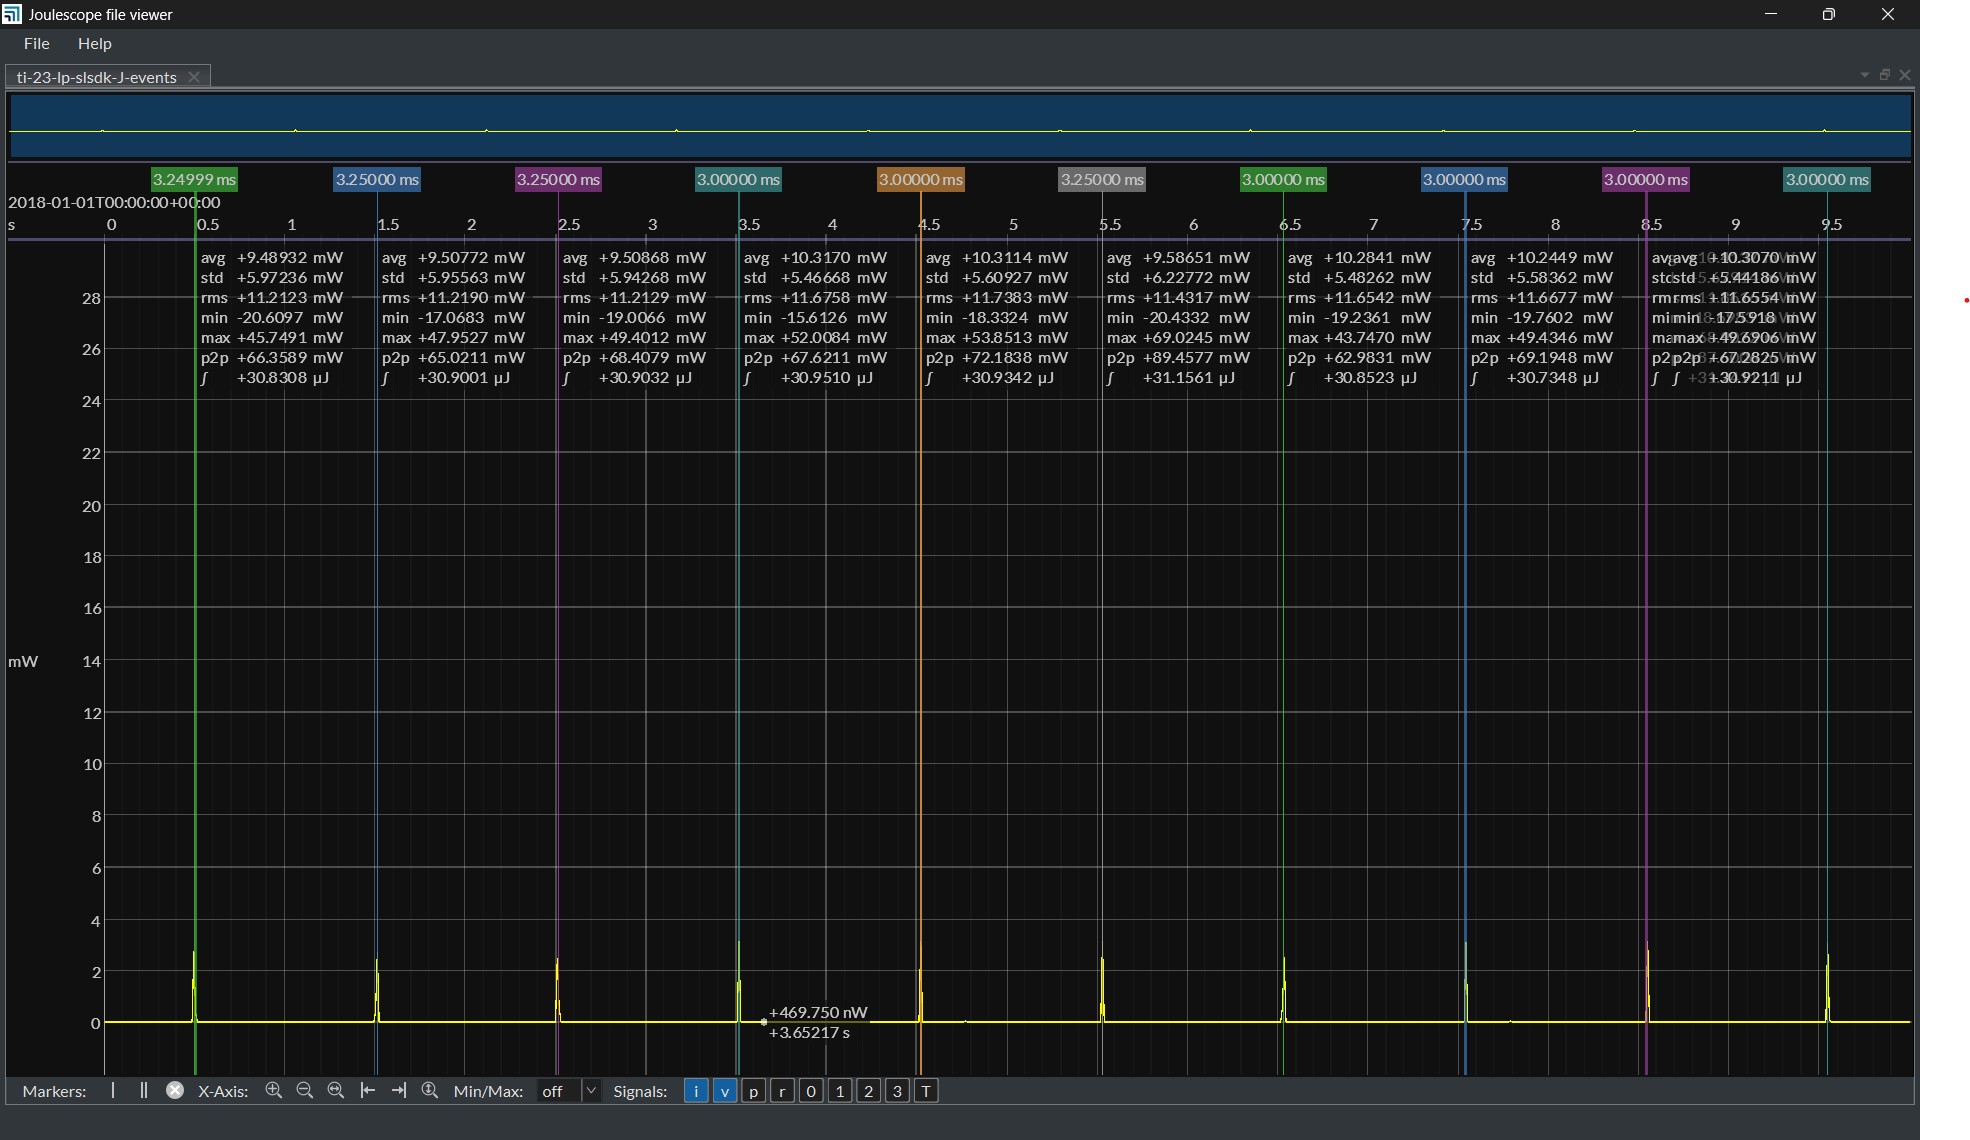 Joulescope file viewer
File Help
ti-23-lp-slsdk-J-events
3.24999 ms 3.25000 ms 3.25000 ms 3.00000 ms 3.00000 ms 3.25000 ms 3.00000 ms 3.00000 ms 3.00000 ms 3.00000 ms
2018-01-01T00:00:00+00:00
s 0 0.5 1 1.5 2 2.5 3 3.5 4 4.5 5 5.5 6 6.5 7 7.5 8 8.5 9 9.5
avg +9.48932 mW avg +9.50772 mW avg +9.50868 mW avg +10.3170 mW avg +10.3114 mW avg +9.58651 mW avg +10.2841 mW avg +10.2449 mW avg +10.3070 mW
std +5.97236 mW std +5.95563 mW std +5.94268 mW std +5.46668 mW std +5.60927 mW std +6.22772 mW std +5.48262 mW std +5.58362 mW std +5.44186 mW
28 rms +11.2123 mW rms +11.2190 mW rms +11.2129 mW rms +11.6758 mW rms +11.7383 mW rms +11.4317 mW rms +11.6542 mW rms +11.6677 mW rms +11.6554 mW
min -20.6097 mW min -17.0683 mW min -19.0066 mW min -15.6126 mW min -18.3324 mW min -20.4332 mW min -19.2361 mW min -19.7602 mW min -17.5918 mW
max +45.7491 mW max +47.9527 mW max +49.4012 mW max +52.0084 mW max +53.8513 mW max +69.0245 mW max +43.7470 mW max +49.4346 mW max +49.6906 mW
26 p2p +66.3589 mW p2p +65.0211 mW p2p +68.4079 mW p2p +67.6211 mW p2p +72.1838 mW p2p +89.4577 mW p2p +62.9831 mW p2p +69.1948 mW p2p +67.2825 mW
∫ +30.8308 µJ ∫ +30.9001 µJ ∫ +30.9032 µJ ∫ +30.9510 µJ ∫ +30.9342 µJ ∫ +31.1561 µJ ∫ +30.8523 µJ ∫ +30.7348 µJ ∫ +30.9211 µJ
24
22
20
18
16
mW 14
12
10
8
6
4
2
0
+469.750 nW
+3.65217 s
Markers: X-Axis: Min/Max: off Signals: i v p r 0 1 2 3 T